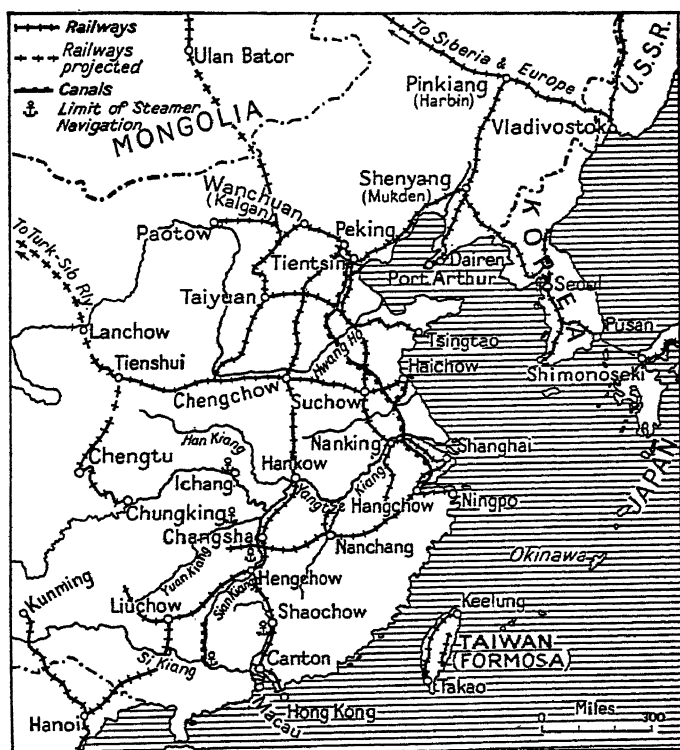 Railways
Railways
projected
Canals
Limit of Steamer
Navigation
Ulan Bator
MONGOLIA
To Siberia & Europe
U.S.S.R.
Pinkiang
(Harbin)
Vladivostok
Shenyang
(Mukden)
Wanchuan
(Kalgan)
Peking
Paotow
Tientsin
Dairen
Port Arthur
KOREA
Seoul
To Turk-Sib Rly.
Taiyuan
Lanchow
Hwang Ho
Tsingtao
Pusan
Tienshui
Haichow
Shimonoseki
Chengchow
Suchow
Han Kiang
Nanking
Shanghai
JAPAN
Chengtu
Hankow
Ichang
Yangtse
Kiang
Hangchow
Ningpo
Chungking
Changsha
Nanchang
Okinawa
Yuan Kiang
Kunming
Hengchow
Liuchow
Sian Kiang
Shaochow
Keelung
TAIWAN
(FORMOSA)
Si Kiang
Canton
Takao
Hanoi
Macau
Hong Kong
Miles
0
300